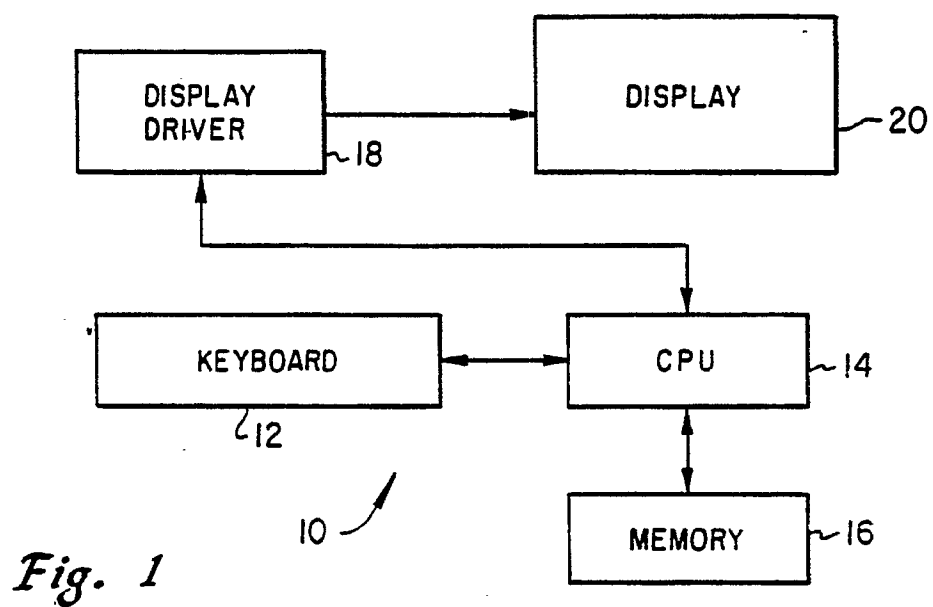 DISPLAY
DRIVER
18
DISPLAY
20
KEYBOARD
12
CPU
14
10
MEMORY
16
Fig. 1